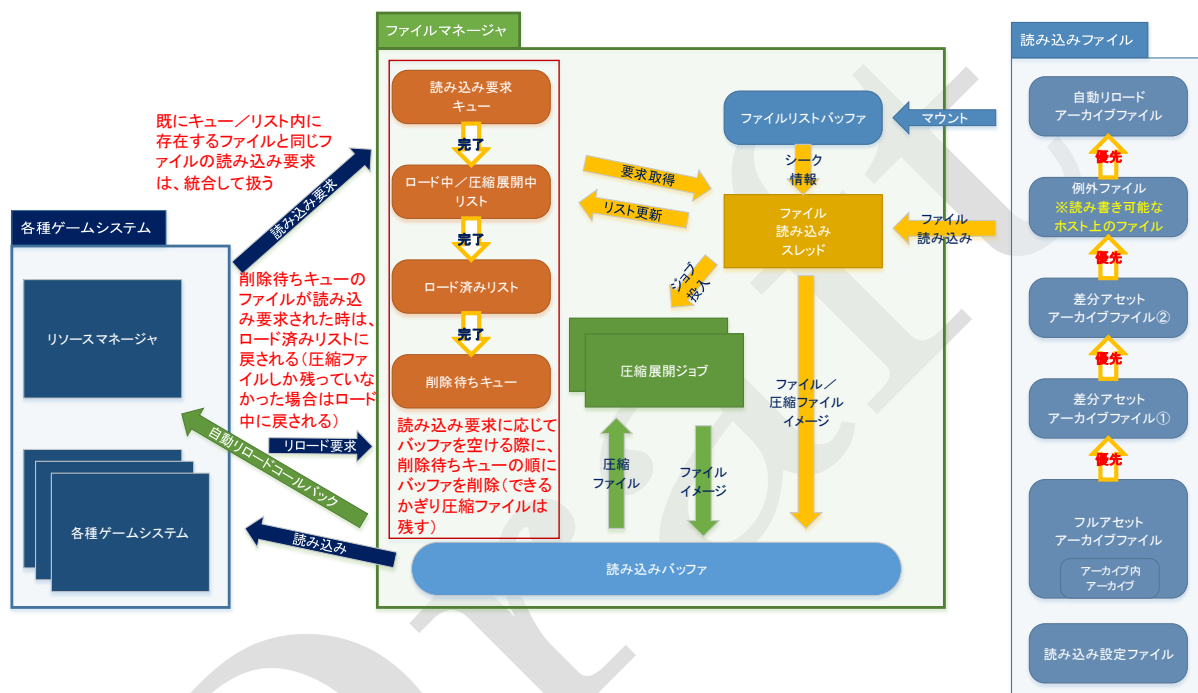 ファイルマネージャ
読み込みファイル
各種ゲームシステム
既にキュー／リスト内に
存在するファイルと同じフ
ァイルの読み込み要求
は、統合して扱う
読み込み要求
リソースマネージャ
削除待ちキューの
ファイルが読み込
み要求された時は、
ロード済みリストに
戻される（圧縮ファ
イルしか残っていな
かった場合はロード
中に戻される）
自動リロードコールバック
リロード要求
各種ゲームシステム
読み込み
読み込み要求
キュー
完了
ロード中／圧縮展開中
リスト
完了
ロード済みリスト
完了
削除待ちキュー
読み込み要求に応じて
バッファを空ける際に、
削除待ちキューの順に
バッファを削除（できる
かぎり圧縮ファイルは
残す）
要求取得
リスト更新
ファイルリストバッファ
マウント
シーク
情報
ファイル
読み込み
スレッド
ファイル
読み込み
ジョブ
投入
圧縮展開ジョブ
ファイル／
圧縮ファイル
イメージ
圧縮
ファイル
ファイル
イメージ
読み込みバッファ
自動リロード
アーカイブファイル
優先
例外ファイル
※読み書き可能な
ホスト上のファイル
優先
差分アセット
アーカイブファイル②
優先
差分アセット
アーカイブファイル①
優先
フルアセット
アーカイブファイル
アーカイブ内
アーカイブ
読み込み設定ファイル
Draft